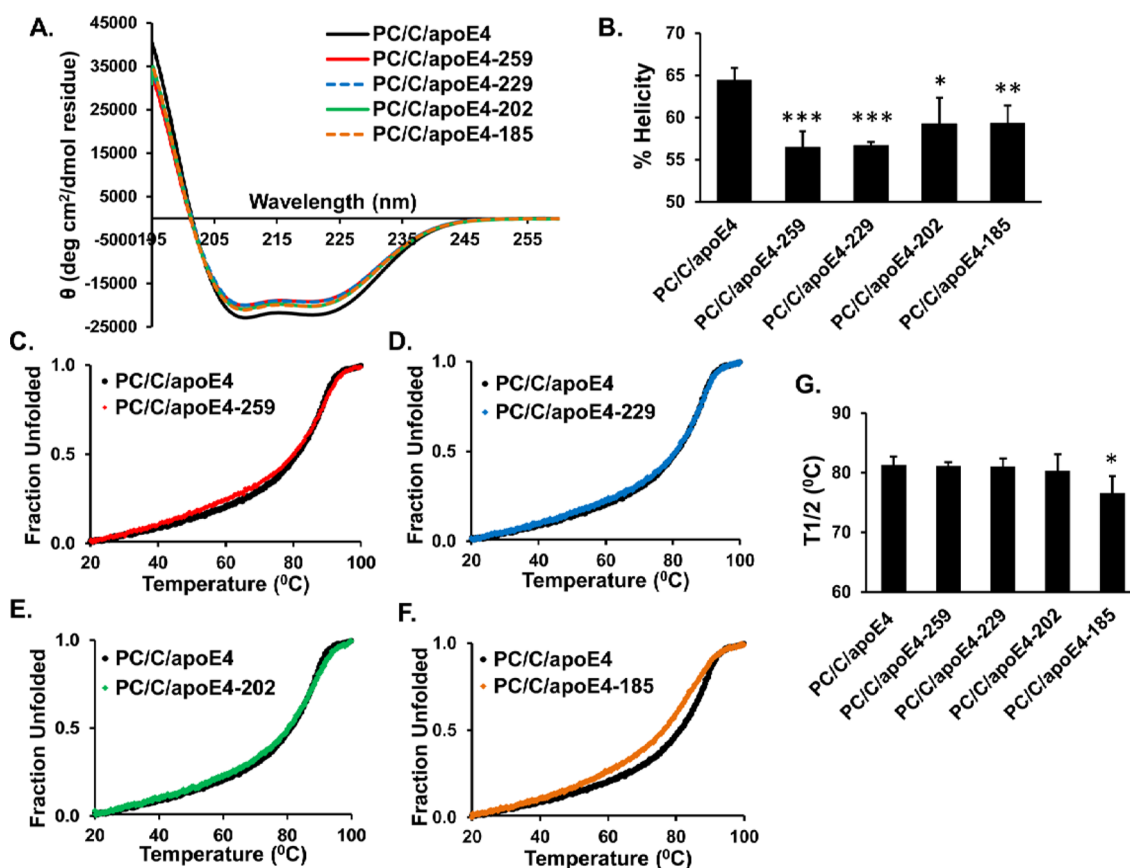 A.
45000
35000
25000
15000
5000
-5000
-15000
-25000
θ (deg cm²/dmol residue)
Wavelength (nm)
195 205 215 225 235 245 255
PC/C/apoE4
PC/C/apoE4-259
PC/C/apoE4-229
PC/C/apoE4-202
PC/C/apoE4-185
B.
70
65
60
55
50
% Helicity
*** *** * **
PC/C/apoE4
PC/C/apoE4-259
PC/C/apoE4-229
PC/C/apoE4-202
PC/C/apoE4-185
C.
1.0
0.5
0.0
Fraction Unfolded
PC/C/apoE4
PC/C/apoE4-259
20 40 60 80 100
Temperature (⁰C)
D.
1.0
0.5
0.0
Fraction Unfolded
PC/C/apoE4
PC/C/apoE4-229
20 40 60 80 100
Temperature (⁰C)
E.
1.0
0.5
0.0
Fraction Unfolded
PC/C/apoE4
PC/C/apoE4-202
20 40 60 80 100
Temperature (⁰C)
F.
1.0
0.5
0.0
Fraction Unfolded
PC/C/apoE4
PC/C/apoE4-185
20 40 60 80 100
Temperature (⁰C)
G.
90
80
70
60
T1/2 (⁰C)
*
PC/C/apoE4
PC/C/apoE4-259
PC/C/apoE4-229
PC/C/apoE4-202
PC/C/apoE4-185